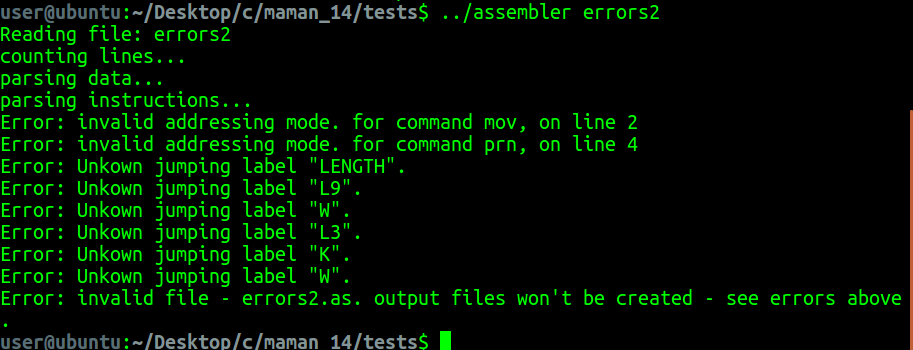 user@ubuntu:~/Desktop/c/maman_14/tests$ ../assembler errors2
Reading file: errors2
counting lines...
parsing data...
parsing instructions...
Error: invalid addressing mode. for command mov, on line 2
Error: invalid addressing mode. for command prn, on line 4
Error: Unkown jumping label "LENGTH".
Error: Unkown jumping label "L9".
Error: Unkown jumping label "W".
Error: Unkown jumping label "L3".
Error: Unkown jumping label "K".
Error: Unkown jumping label "W".
Error: invalid file - errors2.as. output files won't be created - see errors above
.
user@ubuntu:~/Desktop/c/maman_14/tests$